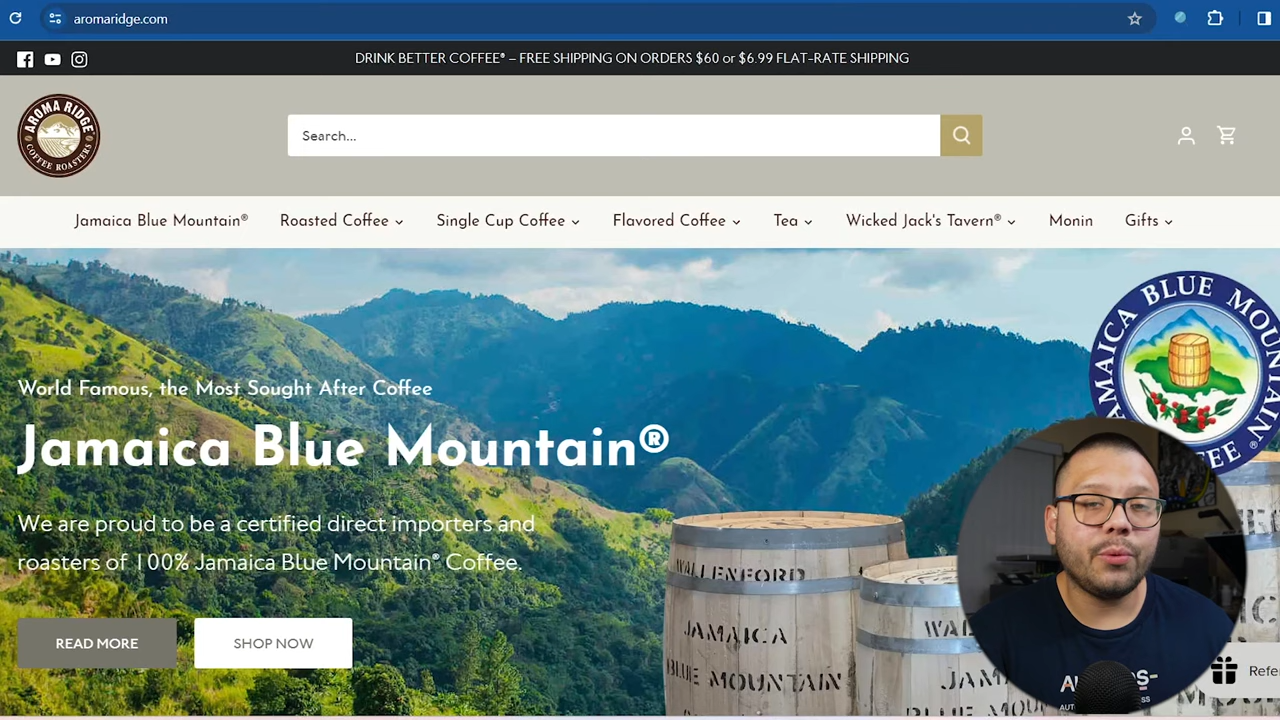 aromaridge.com
DRINK BETTER COFFEE® – FREE SHIPPING ON ORDERS $60 or $6.99 FLAT-RATE SHIPPING
AROMA RIDGE
COFFEE ROASTERS
Search...
Jamaica Blue Mountain®
Roasted Coffee
Single Cup Coffee
Flavored Coffee
Tea
Wicked Jack's Tavern®
Monin
Gifts
JAMAICA BLUE MOUNTAIN
World Famous, the Most Sought After Coffee
Jamaica Blue Mountain®
We are proud to be a certified direct importers and
roasters of 100% Jamaica Blue Mountain® Coffee.
READ MORE
SHOP NOW
WALLENFORD
JAMAICA
BLUE MOUNTAIN